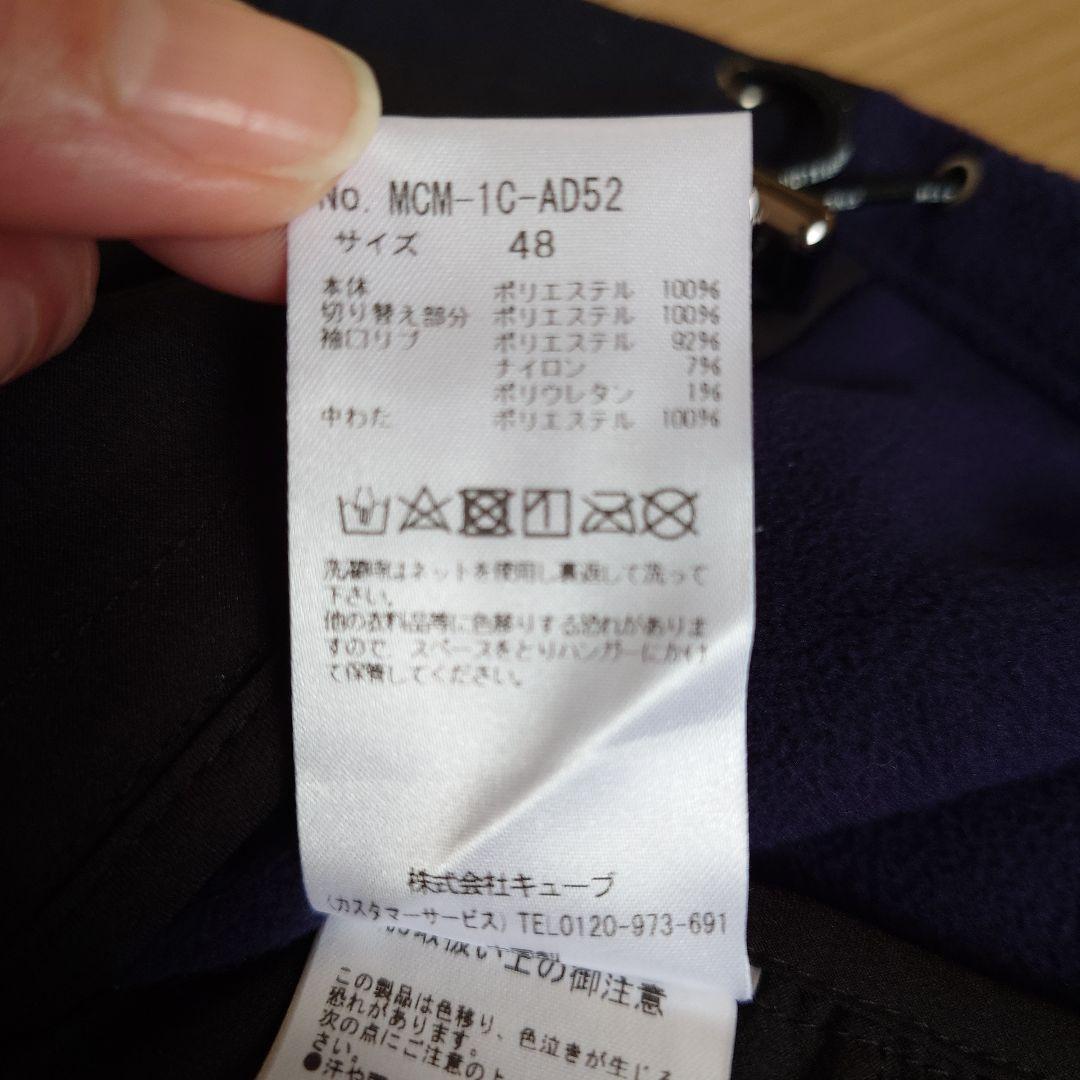 No. MCM-1C-AD52
サイズ 48
本体 ポリエステル 100%
切り替え部分 ポリエステル 100%
袖口リブ ポリエステル 92%
ナイロン 7%
ポリウレタン 1%
中わた ポリエステル 100%
洗濯時はネットを使用し裏返して洗って
下さい。
他の衣料品等に色移りする恐れがありま
すので、スペースをとりハンガーにかけ
て保管してください。
株式会社キューブ
(カスタマーサービス) TEL0120-973-691
取扱い上の御注意
この製品は色移り、色泣きが生じる
恐れがあります。
次の点にご注意の上
さい。
●汗や